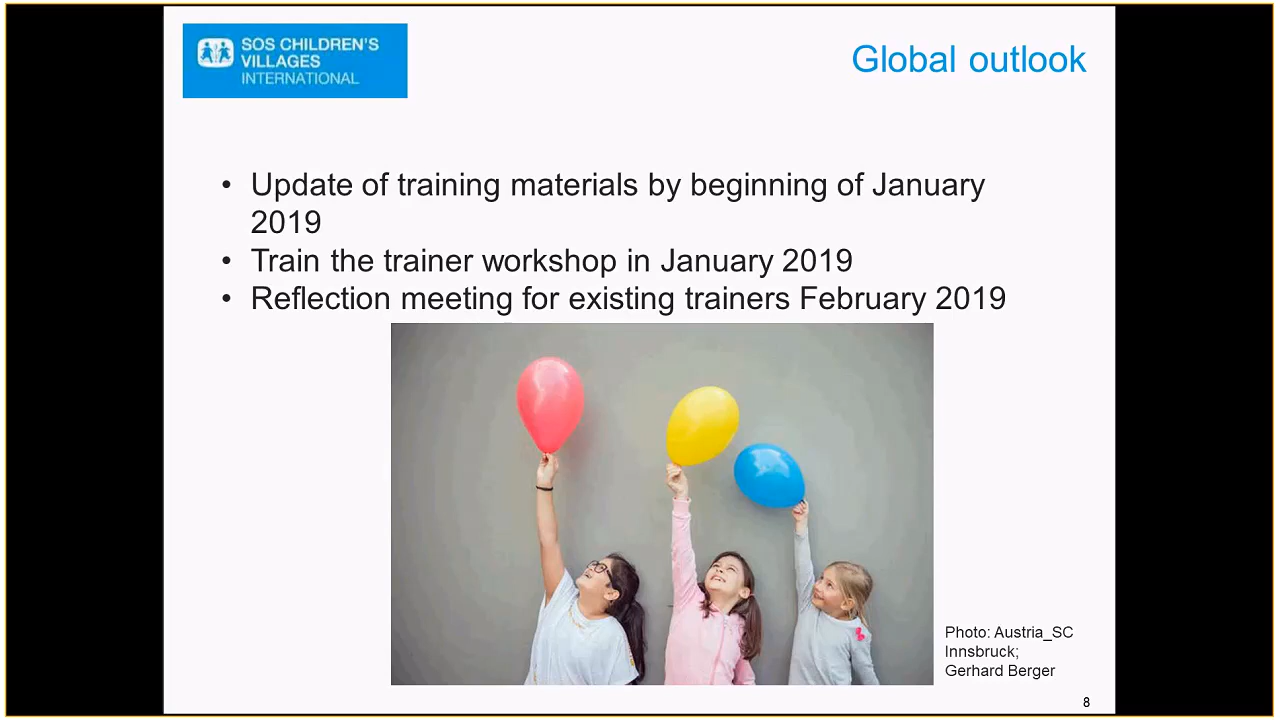 SOS CHILDREN'S
VILLAGES
INTERNATIONAL
Global outlook
• Update of training materials by beginning of January
2019
• Train the trainer workshop in January 2019
• Reflection meeting for existing trainers February 2019
Photo: Austria_SC
Innsbruck;
Gerhard Berger
8